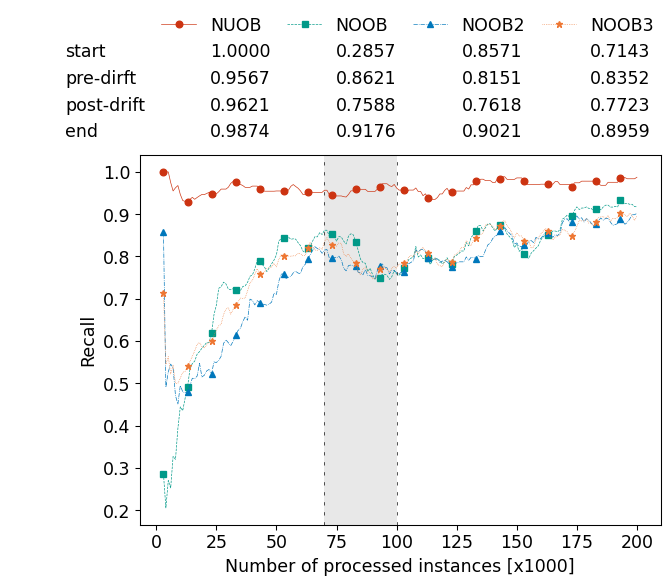 NUOB NOOB NOOB2 NOOB3
start 1.0000 0.2857 0.8571 0.7143
pre-dirft 0.9567 0.8621 0.8151 0.8352
post-drift 0.9621 0.7588 0.7618 0.7723
end 0.9874 0.9176 0.9021 0.8959
1.0
0.9
0.8
0.7
0.6
0.5
0.4
0.3
0.2
Recall
0 25 50 75 100 125 150 175 200
Number of processed instances [x1000]